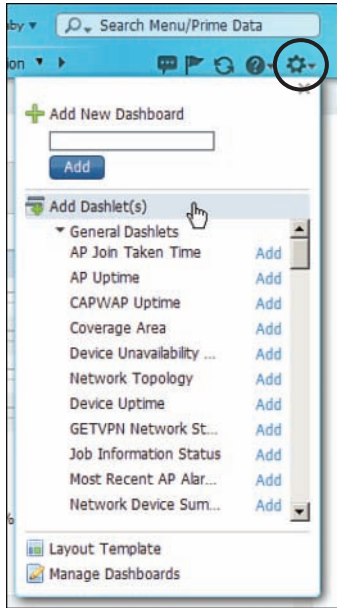 by
Search Menu/Prime Data
ion
Add New Dashboard
Add
Add Dashlet(s)
General Dashlets
AP Join Taken Time Add
AP Uptime Add
CAPWAP Uptime Add
Coverage Area Add
Device Unavailability ... Add
Network Topology Add
Device Uptime Add
GETVPN Network St... Add
Job Information Status Add
Most Recent AP Alar... Add
Network Device Sum... Add
%
Layout Template
Manage Dashboards